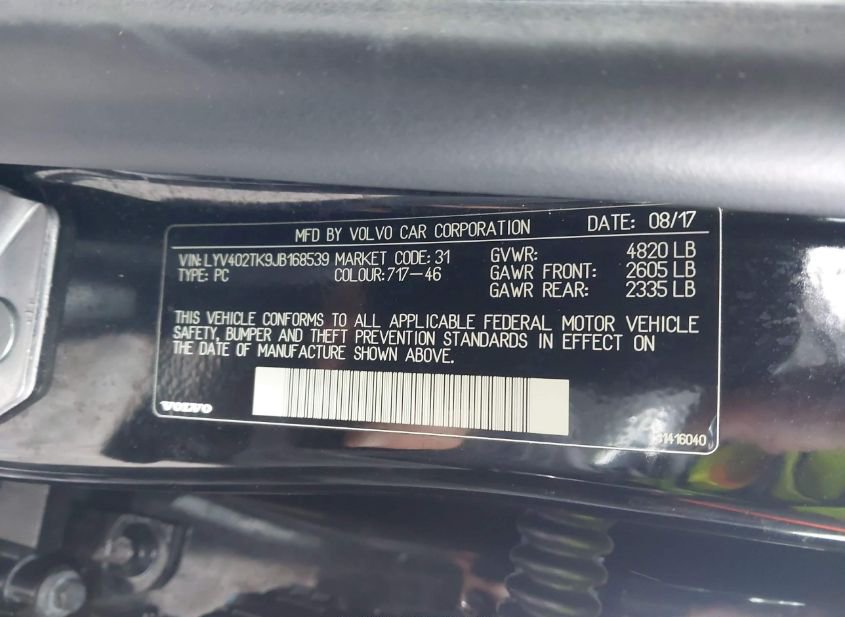 MFD BY VOLVO CAR CORPORATION DATE: 08/17
VIN: LYV402TK9JB168539 MARKET CODE: 31 GVWR: 4820 LB
TYPE: PC COLOUR: 717-46 GAWR FRONT: 2605 LB
GAWR REAR: 2335 LB
THIS VEHICLE CONFORMS TO ALL APPLICABLE FEDERAL MOTOR VEHICLE
SAFETY, BUMPER AND THEFT PREVENTION STANDARDS IN EFFECT ON
THE DATE OF MANUFACTURE SHOWN ABOVE.
VOLVO
31416040